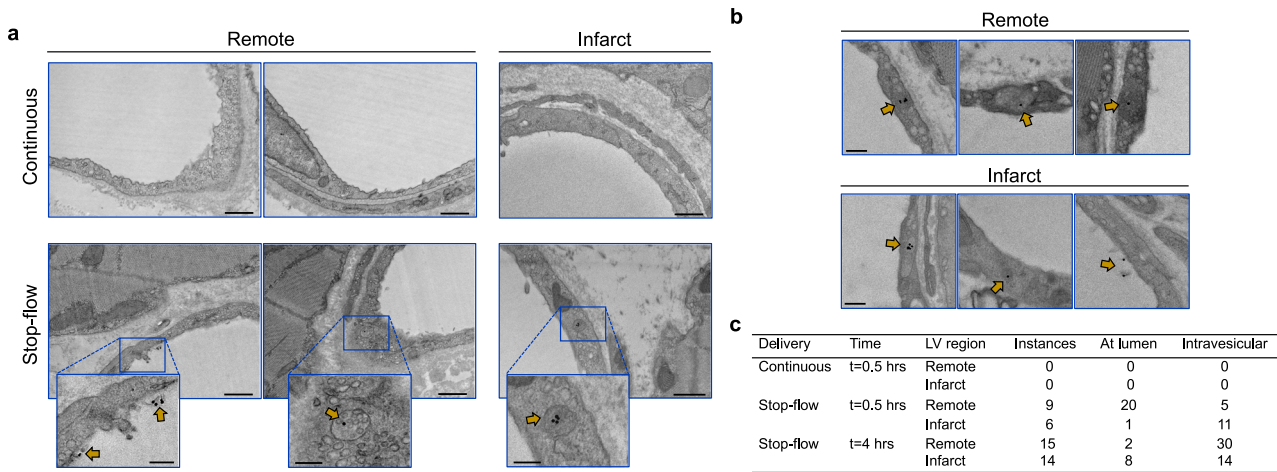 a
Remote Infarct
Continuous
Stop-flow
b
Remote
Infarct
c
Delivery Time LV region Instances At lumen Intravesicular
Continuous t=0.5 hrs Remote 0 0 0
Infarct 0 0 0
Stop-flow t=0.5 hrs Remote 9 20 5
Infarct 6 1 11
Stop-flow t=4 hrs Remote 15 2 30
Infarct 14 8 14